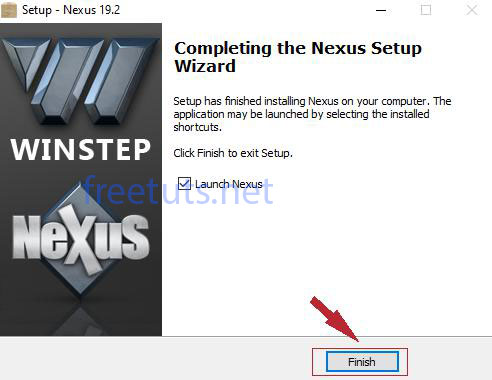 Setup - Nexus 19.2
Completing the Nexus Setup
Wizard
Setup has finished installing Nexus on your computer. The
application may be launched by selecting the installed
shortcuts.
Click Finish to exit Setup.
Launch Nexus
WINSTEP
NeXuS
freetuts.net
Finish